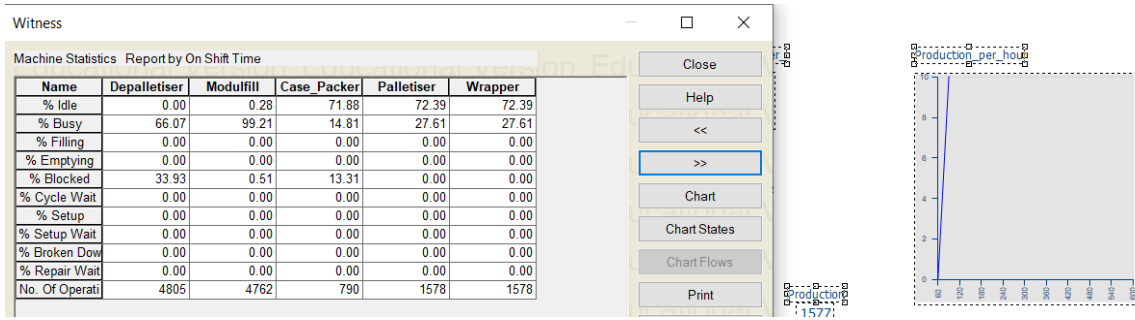 Witness
Machine Statistics Report by On Shift Time
Name Depalletiser Modulfill Case_Packer Palletiser Wrapper
% Idle 0.00 0.28 71.88 72.39 72.39
% Busy 66.07 99.21 14.81 27.61 27.61
% Filling 0.00 0.00 0.00 0.00 0.00
% Emptying 0.00 0.00 0.00 0.00 0.00
% Blocked 33.93 0.51 13.31 0.00 0.00
% Cycle Wait 0.00 0.00 0.00 0.00 0.00
% Setup 0.00 0.00 0.00 0.00 0.00
% Setup Wait 0.00 0.00 0.00 0.00 0.00
% Broken Dow 0.00 0.00 0.00 0.00 0.00
% Repair Wait 0.00 0.00 0.00 0.00 0.00
No. Of Operati 4805 4762 790 1578 1578
Close
Help
<<
>>
Chart
Chart States
Chart Flows
Print
Production
1577
Production_per_hou
10
8
6
4
2
0
60 120 180 240 300 360 420 480 540 600